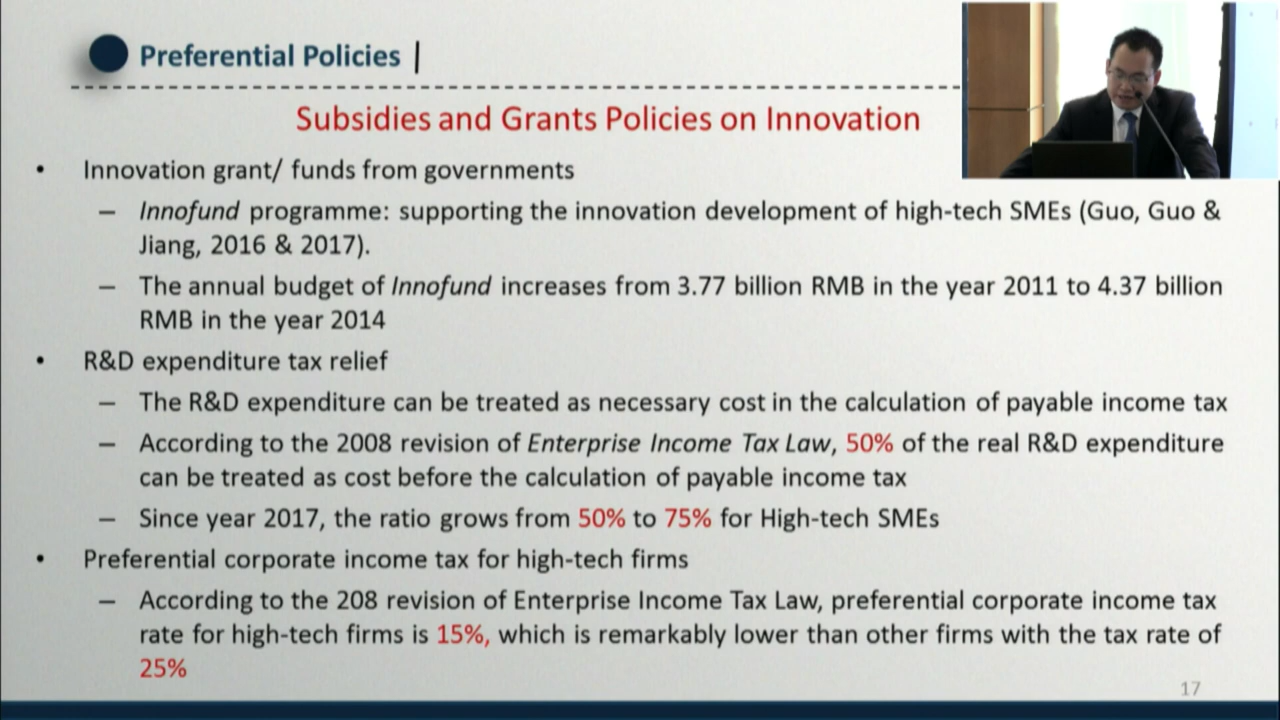 Preferential Policies |
Subsidies and Grants Policies on Innovation
• Innovation grant/ funds from governments
– Innofund programme: supporting the innovation development of high-tech SMEs (Guo, Guo &
Jiang, 2016 & 2017).
– The annual budget of Innofund increases from 3.77 billion RMB in the year 2011 to 4.37 billion
RMB in the year 2014
• R&D expenditure tax relief
– The R&D expenditure can be treated as necessary cost in the calculation of payable income tax
– According to the 2008 revision of Enterprise Income Tax Law, 50% of the real R&D expenditure
can be treated as cost before the calculation of payable income tax
– Since year 2017, the ratio grows from 50% to 75% for High-tech SMEs
• Preferential corporate income tax for high-tech firms
– According to the 208 revision of Enterprise Income Tax Law, preferential corporate income tax
rate for high-tech firms is 15%, which is remarkably lower than other firms with the tax rate of
25%
17